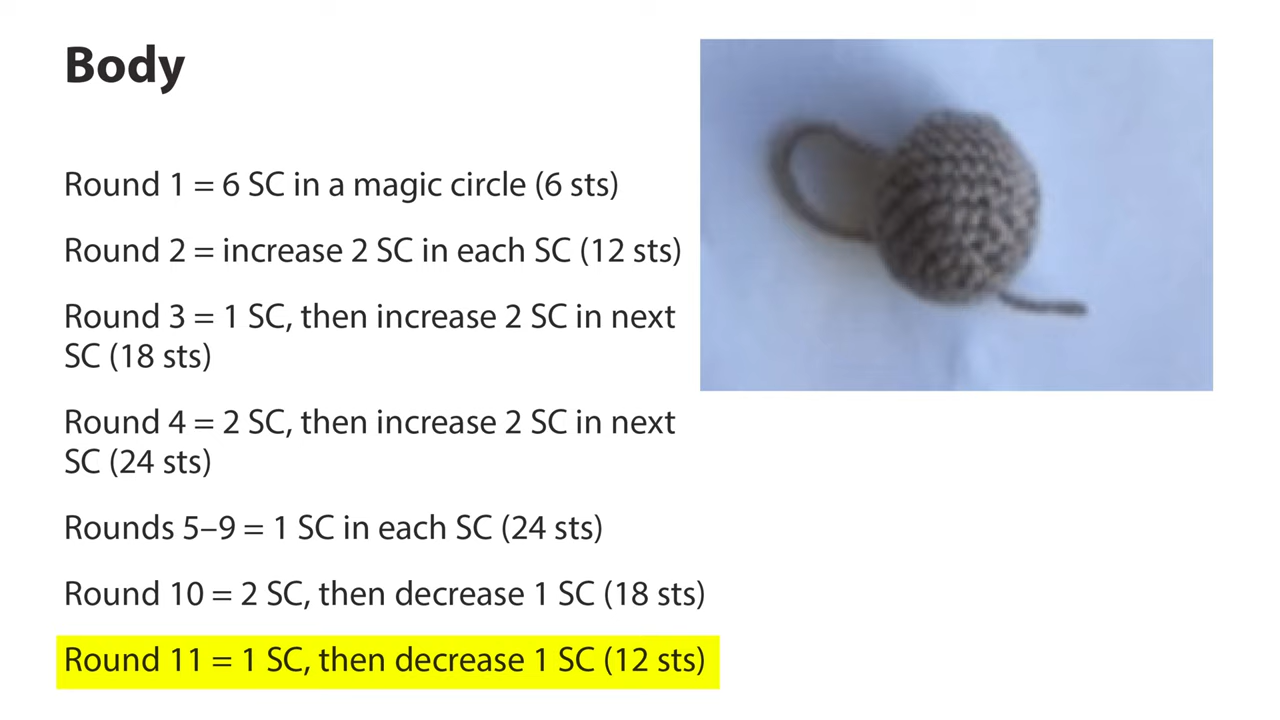 Body
Round 1 = 6 SC in a magic circle (6 sts)
Round 2 = increase 2 SC in each SC (12 sts)
Round 3 = 1 SC, then increase 2 SC in next
SC (18 sts)
Round 4 = 2 SC, then increase 2 SC in next
SC (24 sts)
Rounds 5–9 = 1 SC in each SC (24 sts)
Round 10 = 2 SC, then decrease 1 SC (18 sts)
Round 11 = 1 SC, then decrease 1 SC (12 sts)